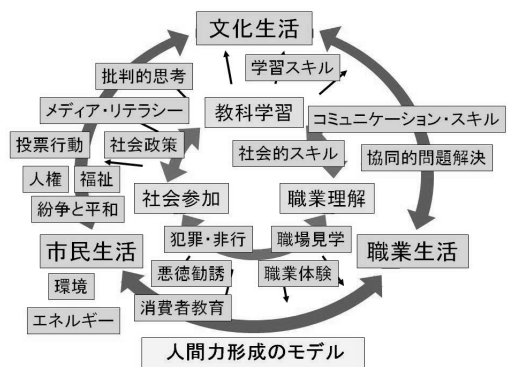 文化生活
学習スキル
批判的思考
メディア・リテラシー
教科学習
コミュニケーション・スキル
投票行動
社会政策
社会的スキル
協同的問題解決
人権
福祉
紛争と平和
社会参加
職業理解
市民生活
犯罪・非行
職場見学
職業生活
環境
悪徳勧誘
職業体験
消費者教育
エネルギー
人間力形成のモデル